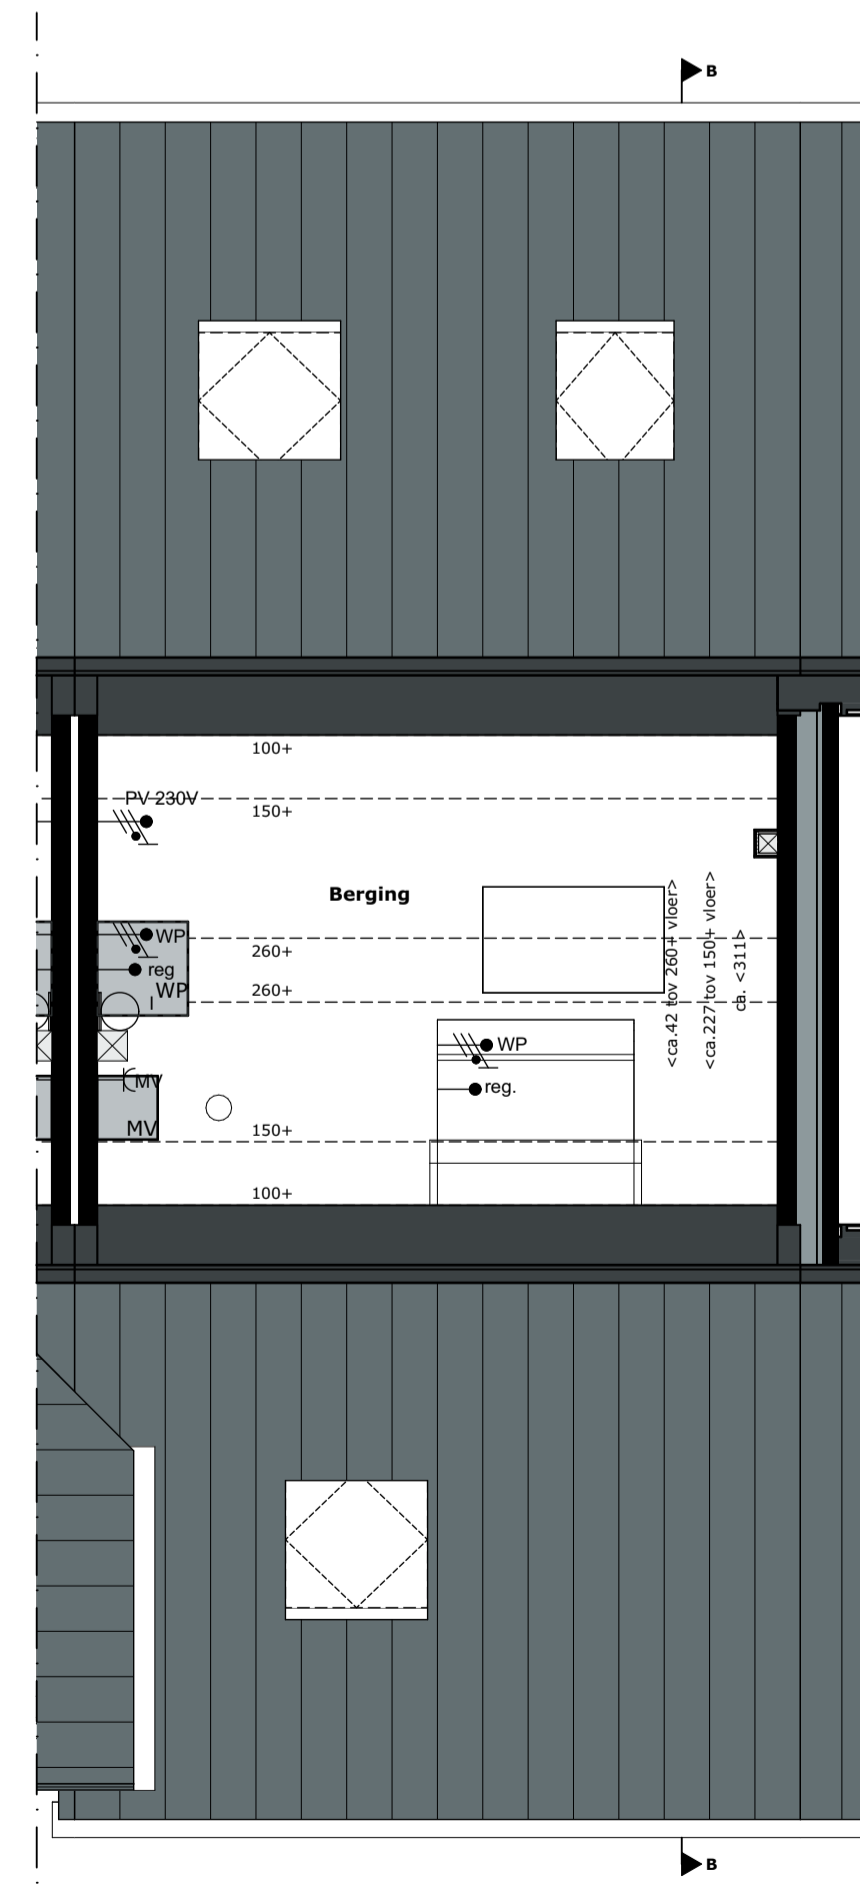 B
100+
PV 230V
150+
Berging
WP
260+
reg
WP
260+
<ca.42 tov 260+ vloer>
<ca.227 tov 150+ vloer>
ca. <311>
WP
reg.
MV
MV
150+
100+
B